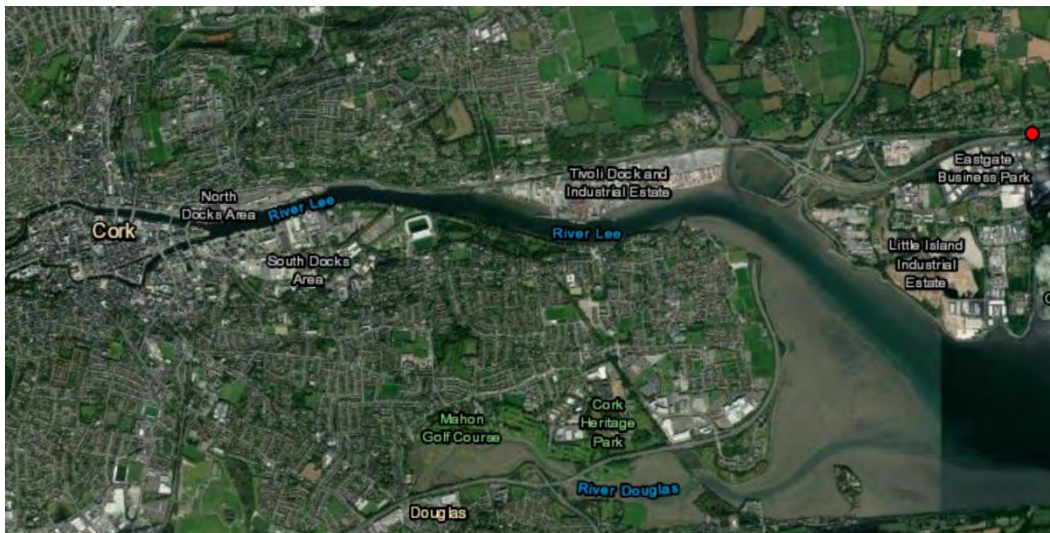 Tivoli Dock and
Industrial Estate
Eastgate
Business Park
North
Docks Area
River Lee
Cork
River Lee
South Docks
Area
Little Island
Industrial
Estate
Mahon
Golf Course
Cork
Heritage
Park
River Douglas
Douglas